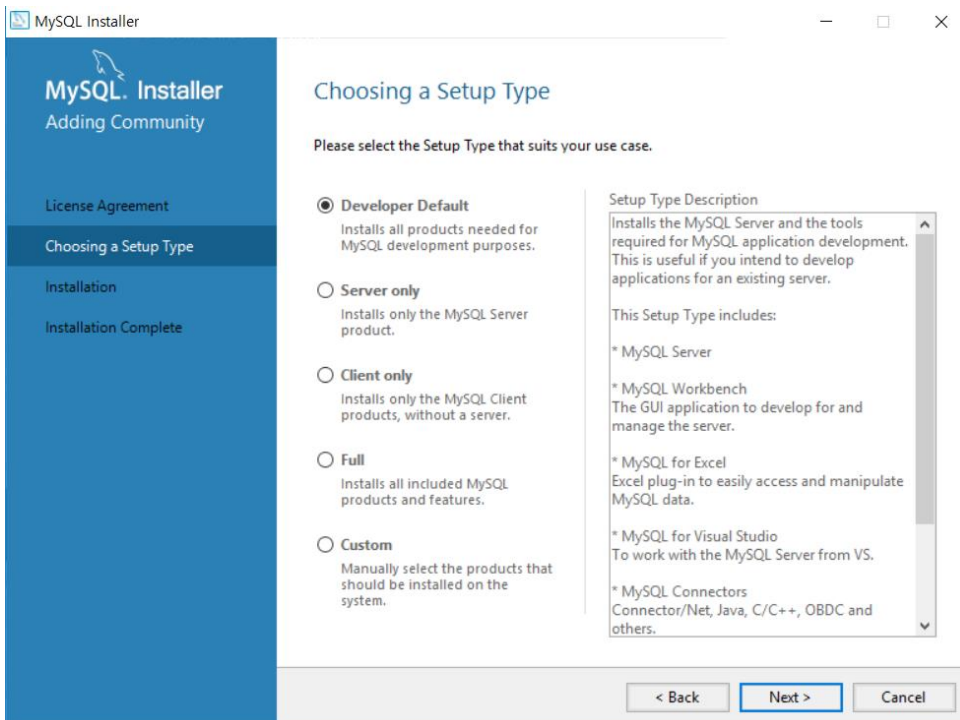 MySQL Installer
MySQL. Installer
Adding Community
License Agreement
Choosing a Setup Type
Installation
Installation Complete
Choosing a Setup Type
Please select the Setup Type that suits your use case.
Developer Default
Installs all products needed for
MySQL development purposes.
Server only
Installs only the MySQL Server
product.
Client only
Installs only the MySQL Client
products, without a server.
Full
Installs all included MySQL
products and features.
Custom
Manually select the products that
should be installed on the
system.
Setup Type Description
Installs the MySQL Server and the tools
required for MySQL application development.
This is useful if you intend to develop
applications for an existing server.
This Setup Type includes:
* MySQL Server
* MySQL Workbench
The GUI application to develop for and
manage the server.
* MySQL for Excel
Excel plug-in to easily access and manipulate
MySQL data.
* MySQL for Visual Studio
To work with the MySQL Server from VS.
* MySQL Connectors
Connector/Net, Java, C/C++, OBDC and
others.
< Back
Next >
Cancel